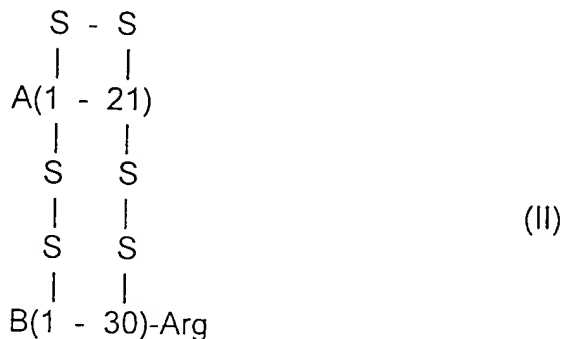 S - S
A(1 - 21)
S S
S S
(II)
B(1 - 30)-Arg